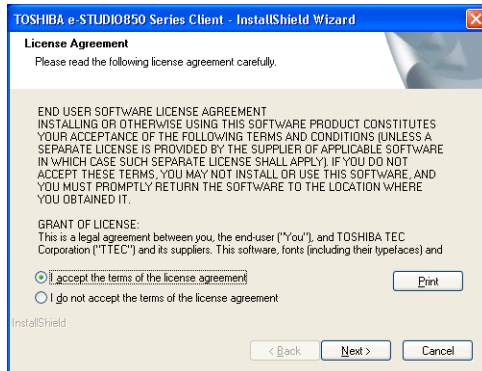 TOSHIBA e-STUDIO850 Series Client - InstallShield Wizard
License Agreement
Please read the following license agreement carefully.
END USER SOFTWARE LICENSE AGREEMENT
INSTALLING OR OTHERWISE USING THIS SOFTWARE PRODUCT CONSTITUTES
YOUR ACCEPTANCE OF THE FOLLOWING TERMS AND CONDITIONS (UNLESS A
SEPARATE LICENSE IS PROVIDED BY THE SUPPLIER OF APPLICABLE SOFTWARE
IN WHICH CASE SUCH SEPARATE LICENSE SHALL APPLY). IF YOU DO NOT
ACCEPT THESE TERMS, YOU MAY NOT INSTALL OR USE THIS SOFTWARE, AND
YOU MUST PROMPTLY RETURN THE SOFTWARE TO THE LOCATION WHERE
YOU OBTAINED IT.
GRANT OF LICENSE:
This is a legal agreement between you, the end-user ("You"), and TOSHIBA TEC
Corporation ("TTEC") and its suppliers. This software, fonts (including their typefaces) and
I accept the terms of the license agreement
Print
I do not accept the terms of the license agreement
InstallShield
< Back Next > Cancel